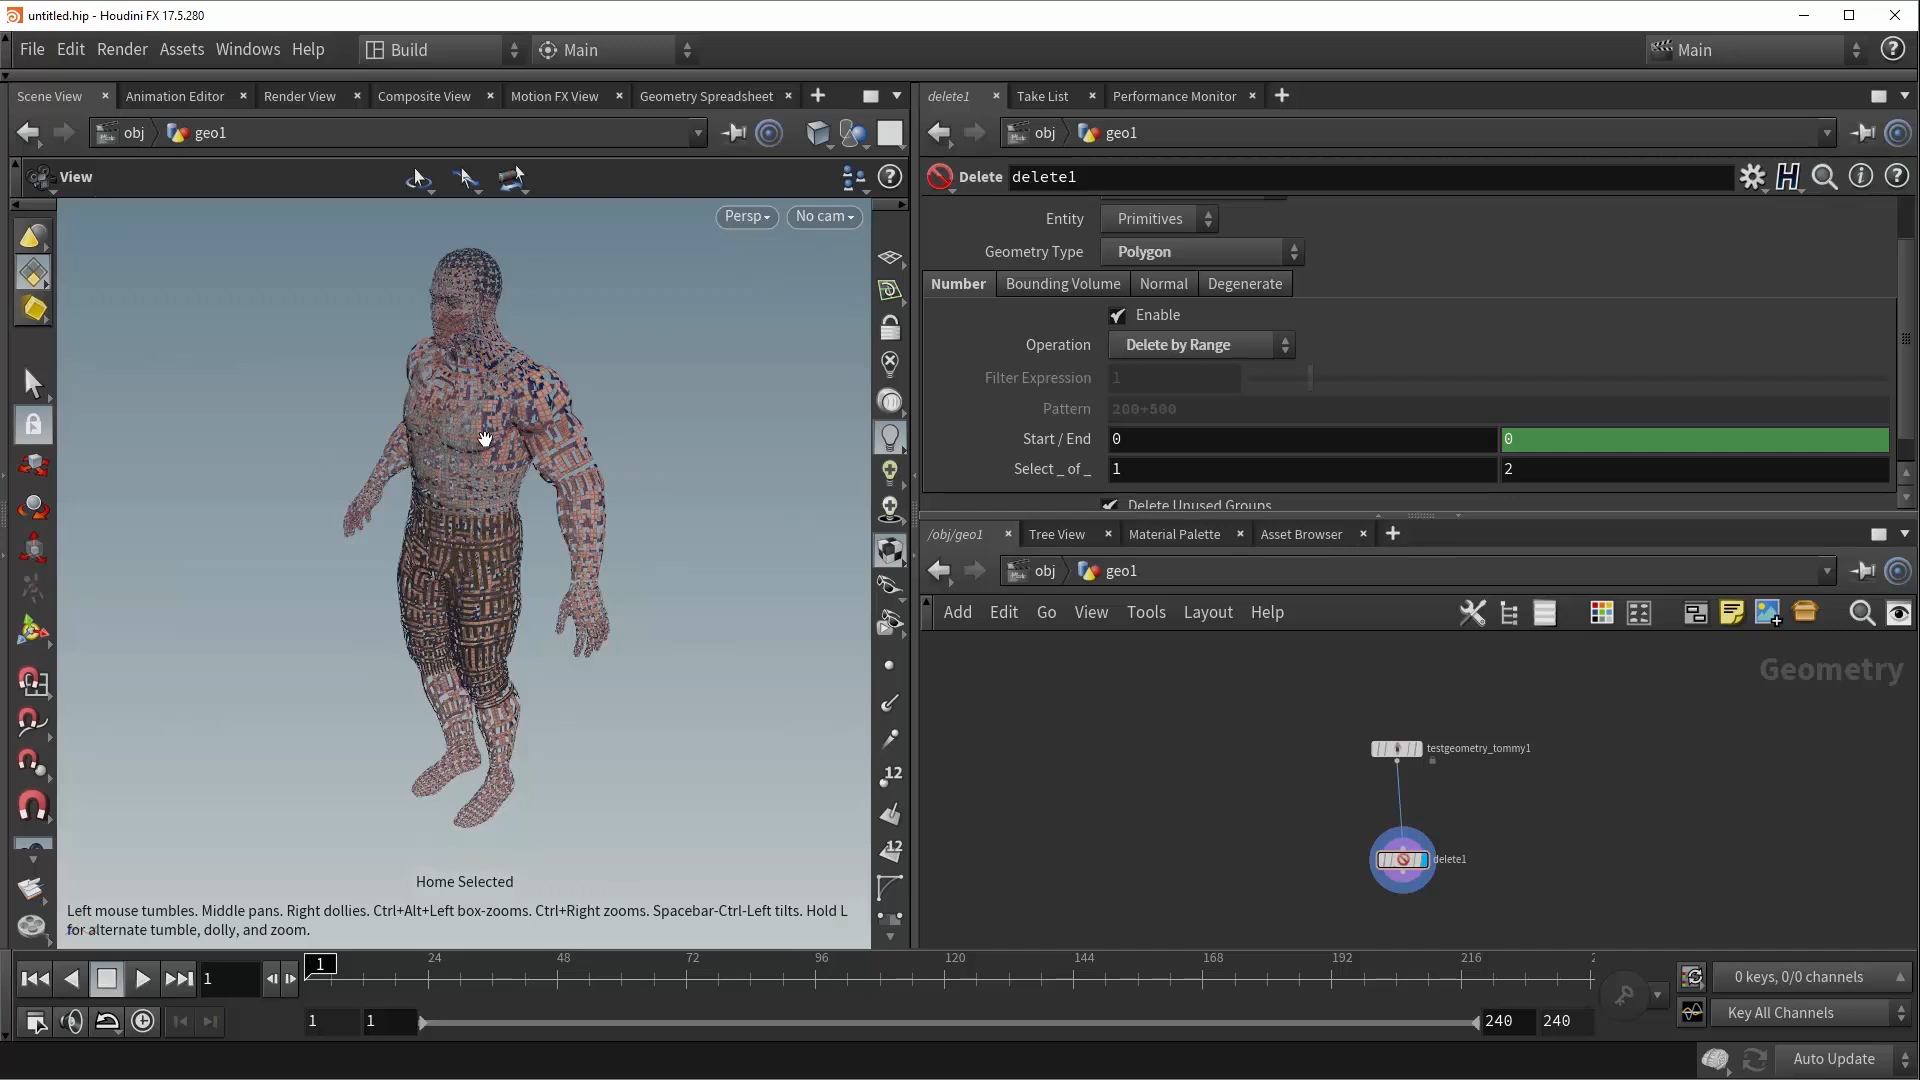 untitled.hip - Houdini FX 17.5.280
File Edit Render Assets Windows Help Build Main Main
Scene View Animation Editor Render View Composite View Motion FX View Geometry Spreadsheet
obj geo1
View
Persp No cam
Home Selected
Left mouse tumbles. Middle pans. Right dollies. Ctrl+Alt+Left box-zooms. Ctrl+Right zooms. Spacebar-Ctrl-Left tilts. Hold L
for alternate tumble, dolly, and zoom.
12
12
delete1 Take List Performance Monitor
obj geo1
Delete delete1
Entity Primitives
Geometry Type Polygon
Number Bounding Volume Normal Degenerate
Enable
Operation Delete by Range
Filter Expression 1
Pattern 200+500
Start / End 0 0
Select _ of _ 1 2
Delete Unused Groups
/obj/geo1 Tree View Material Palette Asset Browser
obj geo1
Add Edit Go View Tools Layout Help
Geometry
testgeometry_tommy1
delete1
1 1 24 48 72 96 120 144 168 192 216 2
0 keys, 0/0 channels
1 1 240 240
Key All Channels
Auto Update